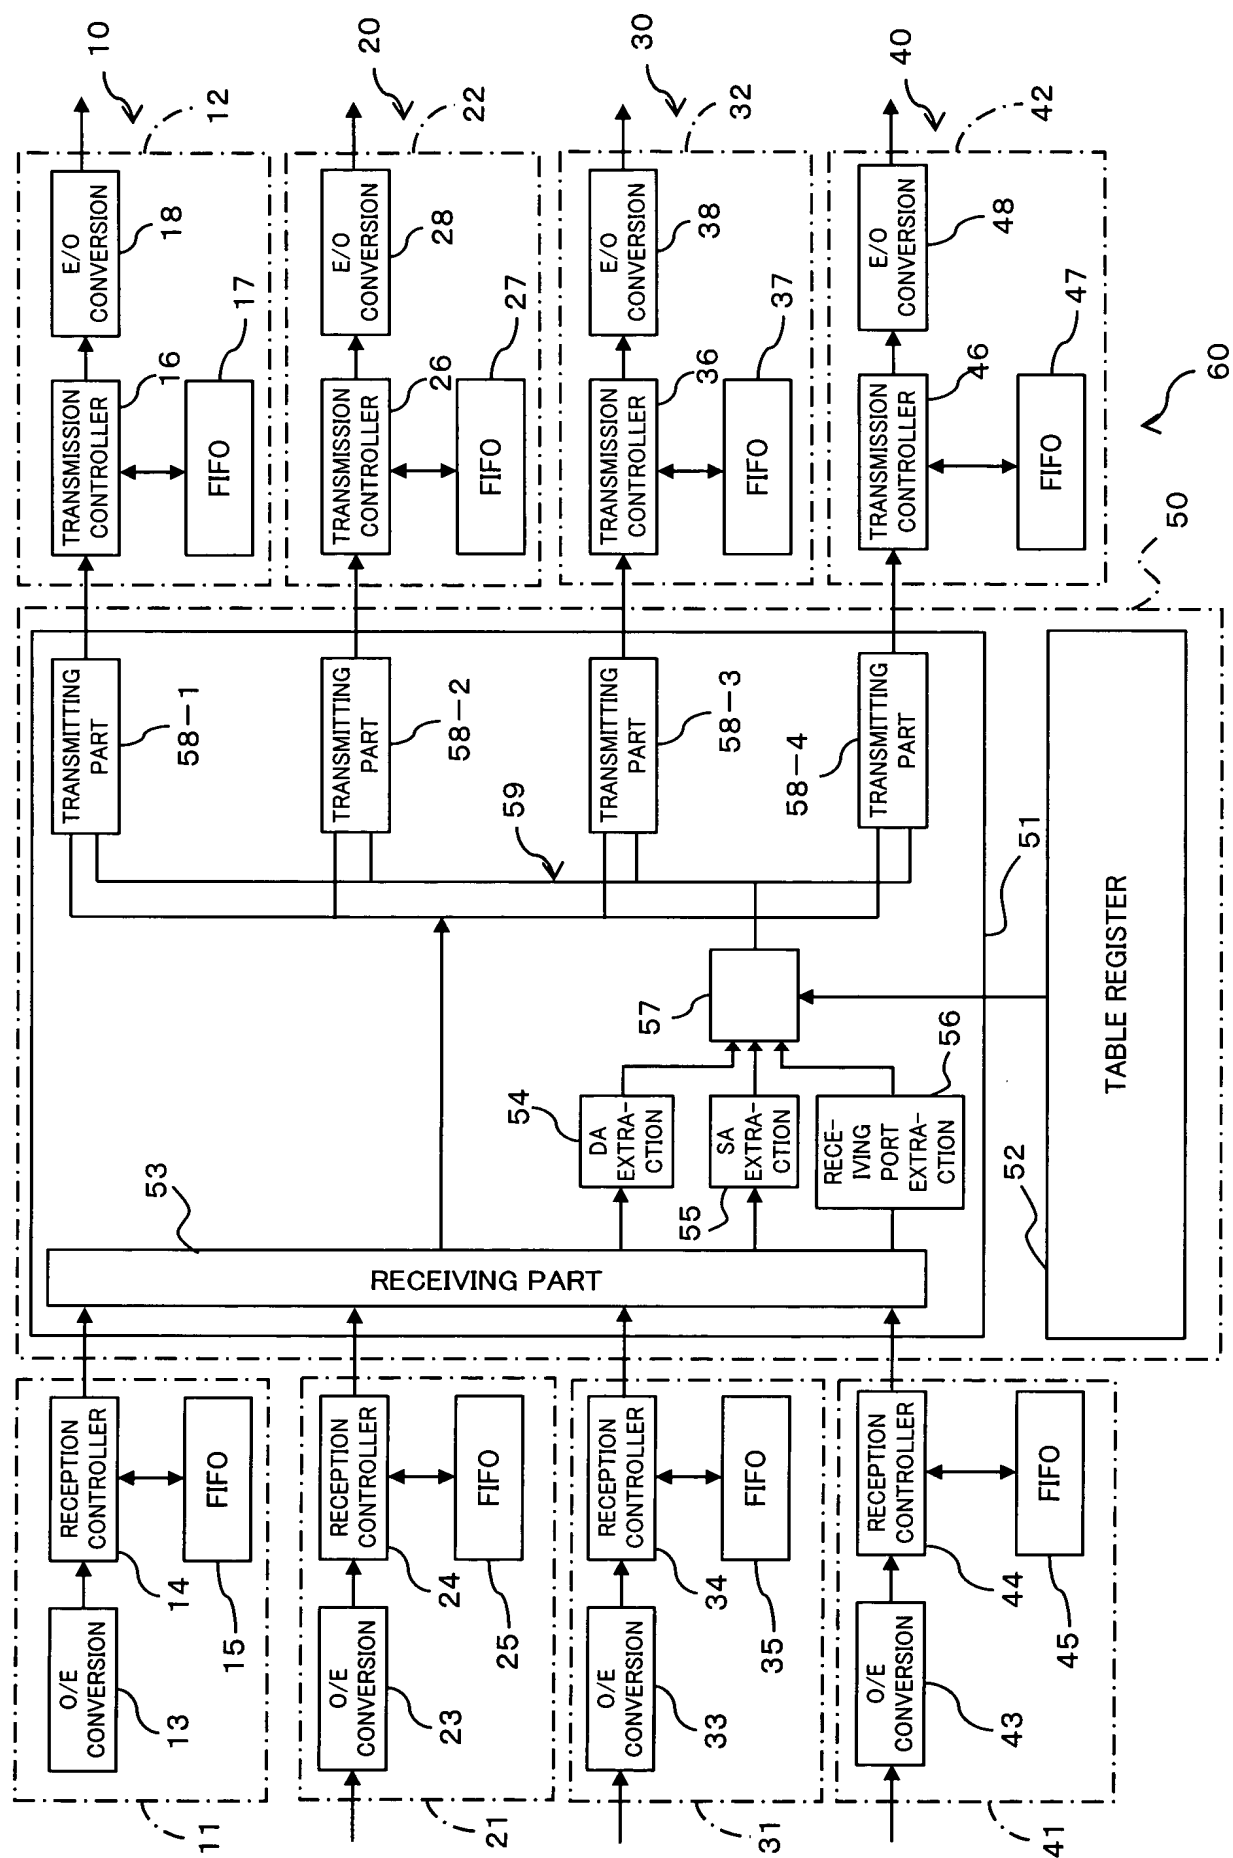 10
12
E/O
CONVERSION
18
TRANSMISSION
CONTROLLER
16
FIFO
17
20
22
E/O
CONVERSION
28
TRANSMISSION
CONTROLLER
26
FIFO
27
30
32
E/O
CONVERSION
38
TRANSMISSION
CONTROLLER
36
FIFO
37
40
42
E/O
CONVERSION
48
TRANSMISSION
CONTROLLER
46
FIFO
47
60
50
TRANSMITTING
PART
58-1
TRANSMITTING
PART
58-2
TRANSMITTING
PART
58-3
TRANSMITTING
PART
58-4
59
51
57
54
DA
EXTRA-
CTION
SA
EXTRA-
CTION
55
RECE-
IVING
PORT
EXTRA-
CTION
56
TABLE REGISTER
52
53
RECEIVING PART
RECEPTION
CONTROLLER
14
FIFO
15
O/E
CONVERSION
13
11
RECEPTION
CONTROLLER
24
FIFO
25
O/E
CONVERSION
23
21
RECEPTION
CONTROLLER
34
FIFO
35
O/E
CONVERSION
33
31
RECEPTION
CONTROLLER
44
FIFO
45
O/E
CONVERSION
43
41